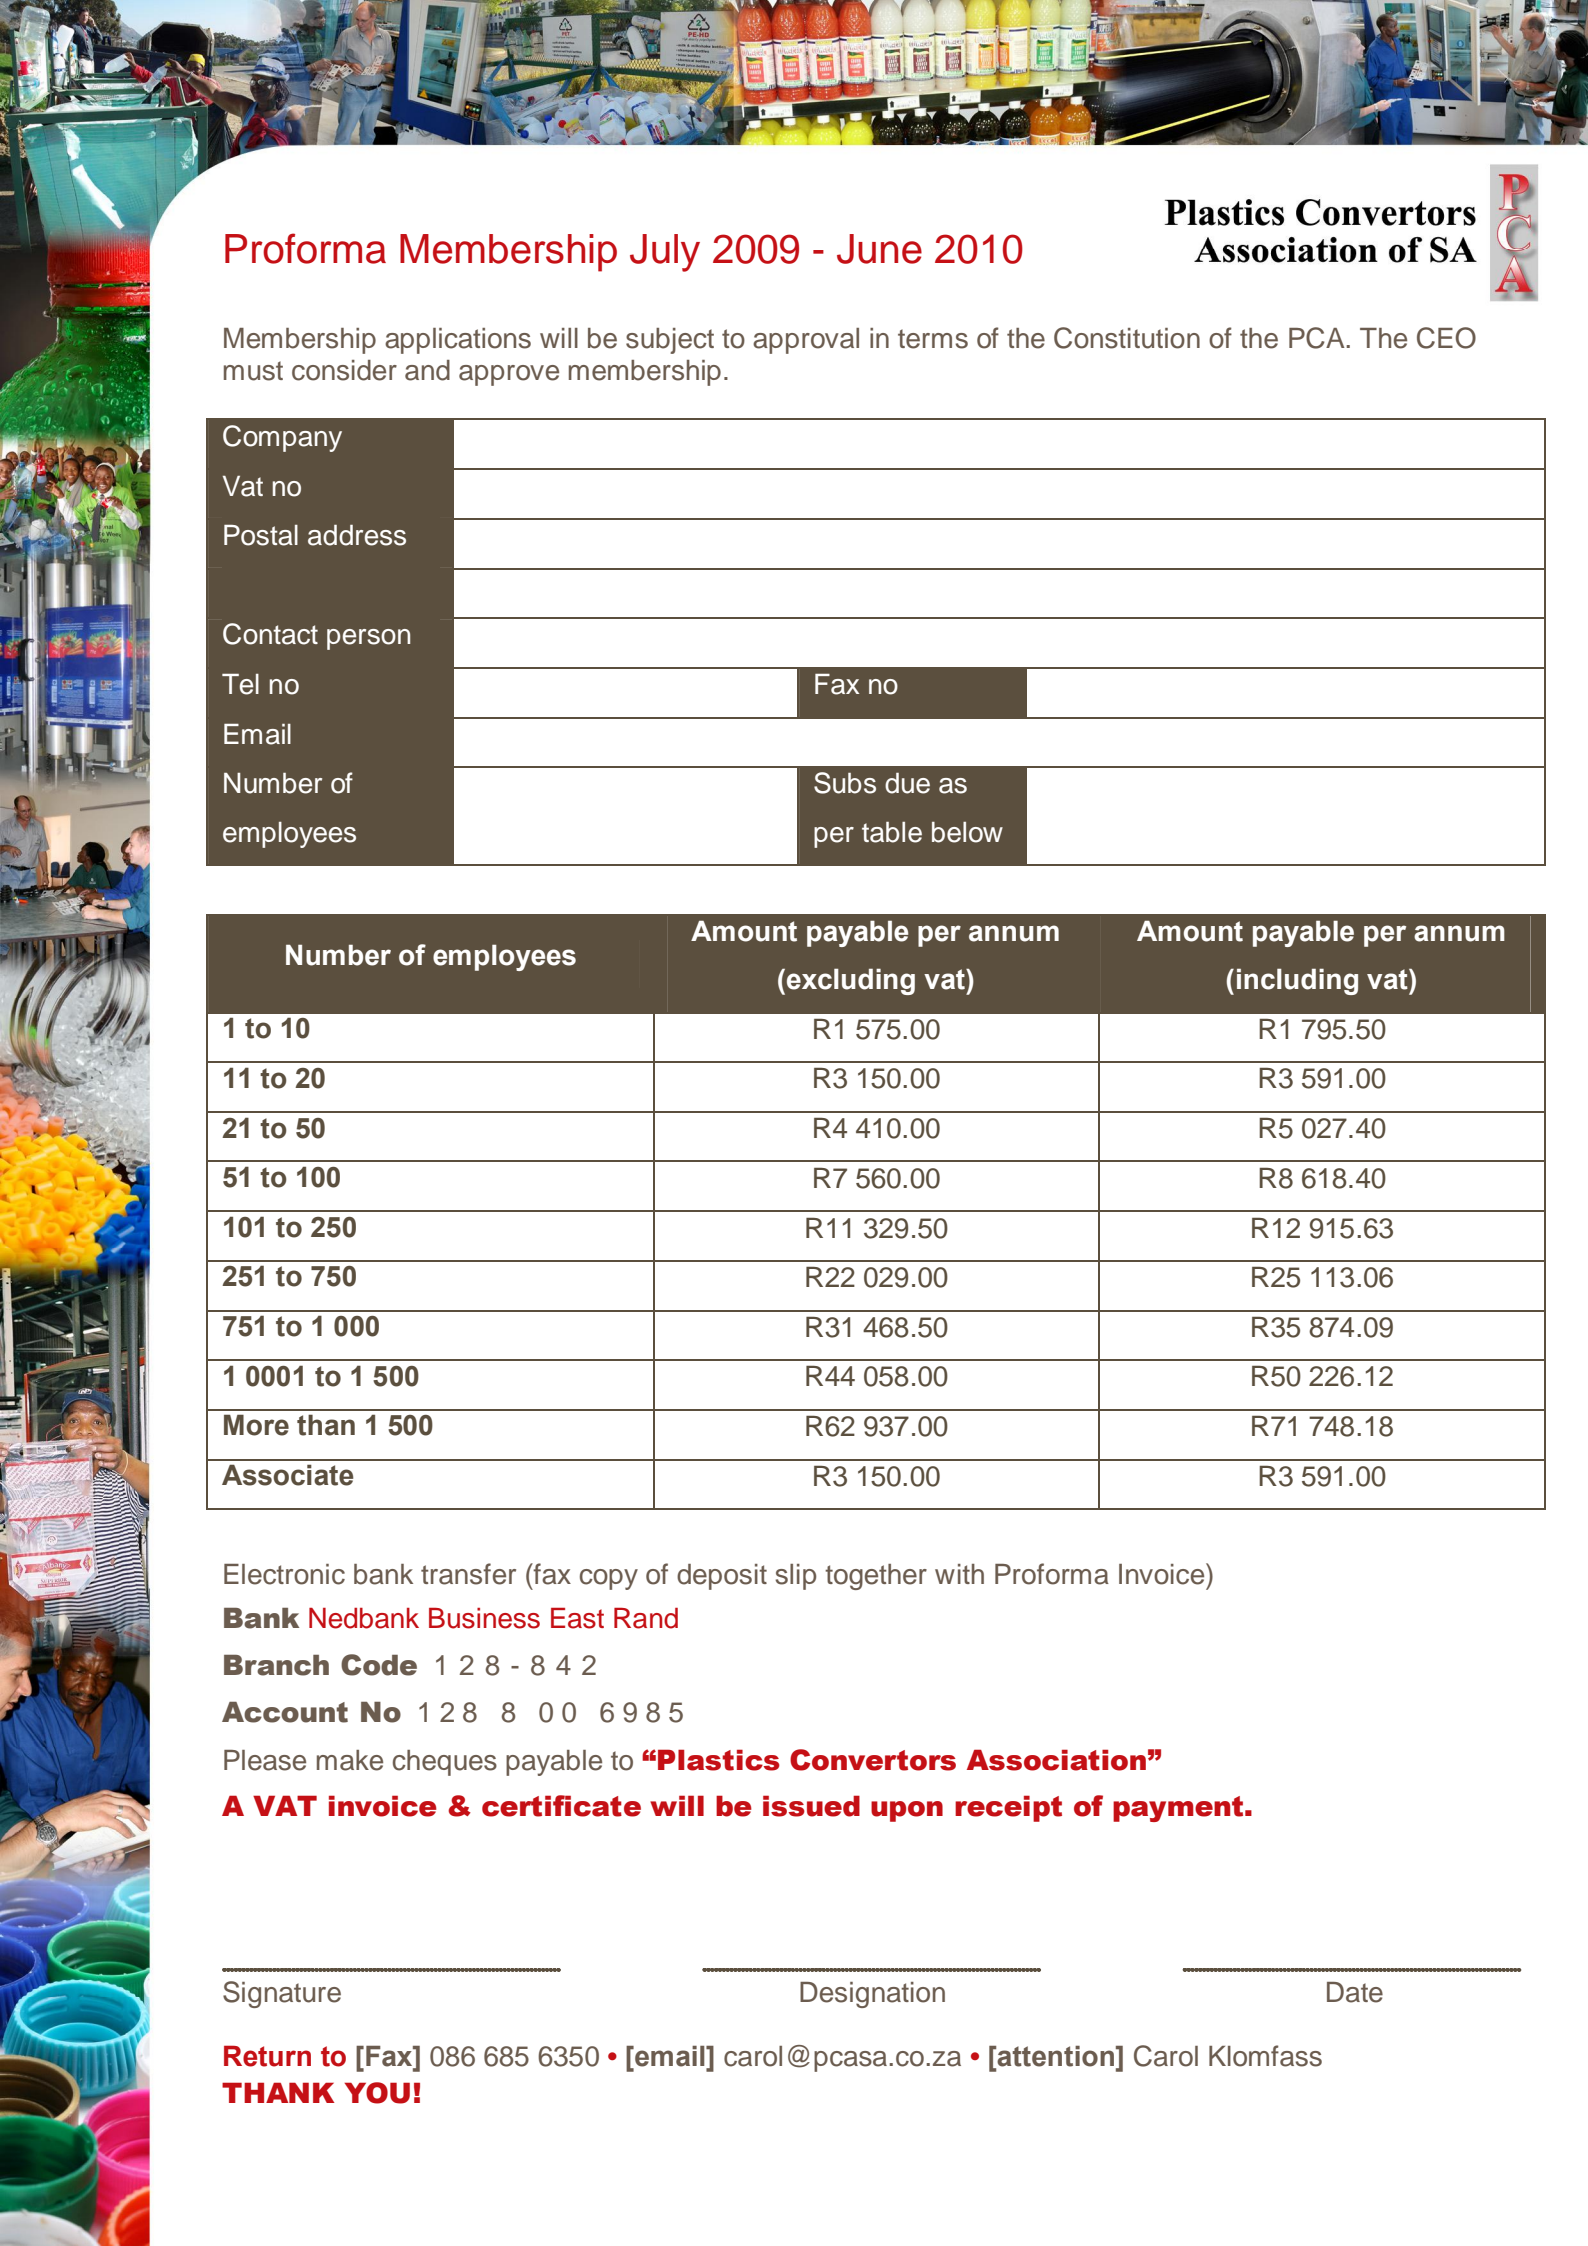 PET
PE-HD
Plastics Convertors
Association of SA
PCA
Proforma Membership July 2009 - June 2010
Membership applications will be subject to approval in terms of the Constitution of the PCA. The CEO
must consider and approve membership.
Company
Vat no
Postal address
Contact person
Tel no Fax no
Email
Number of employees Subs due as per table below
Number of employees Amount payable per annum (excluding vat) Amount payable per annum (including vat)
1 to 10 R1 575.00 R1 795.50
11 to 20 R3 150.00 R3 591.00
21 to 50 R4 410.00 R5 027.40
51 to 100 R7 560.00 R8 618.40
101 to 250 R11 329.50 R12 915.63
251 to 750 R22 029.00 R25 113.06
751 to 1 000 R31 468.50 R35 874.09
1 0001 to 1 500 R44 058.00 R50 226.12
More than 1 500 R62 937.00 R71 748.18
Associate R3 150.00 R3 591.00
Electronic bank transfer (fax copy of deposit slip together with Proforma Invoice)
Bank Nedbank Business East Rand
Branch Code 1 2 8 - 8 4 2
Account No 1 2 8 8 0 0 6 9 8 5
Please make cheques payable to “Plastics Convertors Association”
A VAT invoice & certificate will be issued upon receipt of payment.
Signature Designation Date
Return to [Fax] 086 685 6350 • [email] carol@pcasa.co.za • [attention] Carol Klomfass
THANK YOU!